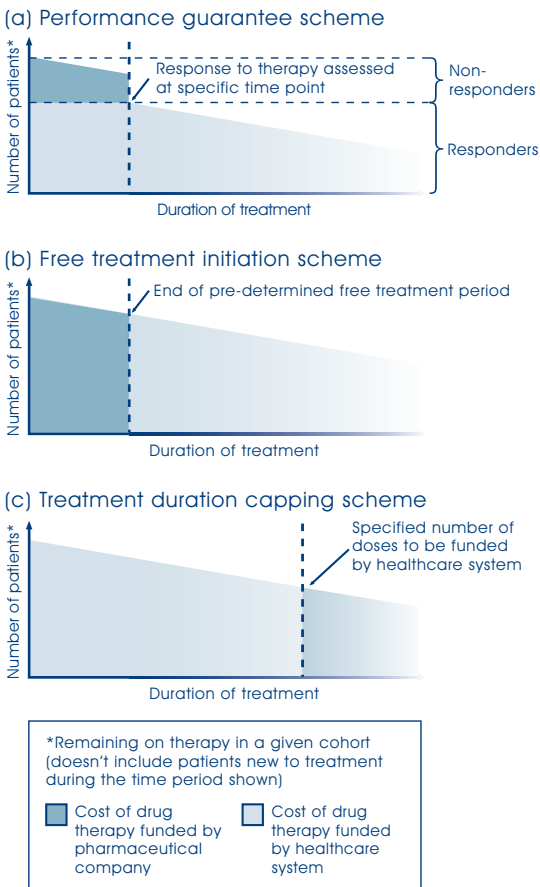 (a) Performance guarantee scheme
Number of patients*
Response to therapy assessed
at specific time point
Non-
responders
Responders
Duration of treatment
(b) Free treatment initiation scheme
Number of patients*
End of pre-determined free treatment period
Duration of treatment
(c) Treatment duration capping scheme
Number of patients*
Specified number of
doses to be funded
by healthcare system
Duration of treatment
*Remaining on therapy in a given cohort
(doesn't include patients new to treatment
during the time period shown)
Cost of drug
therapy funded by
pharmaceutical
company
Cost of drug
therapy funded
by healthcare
system